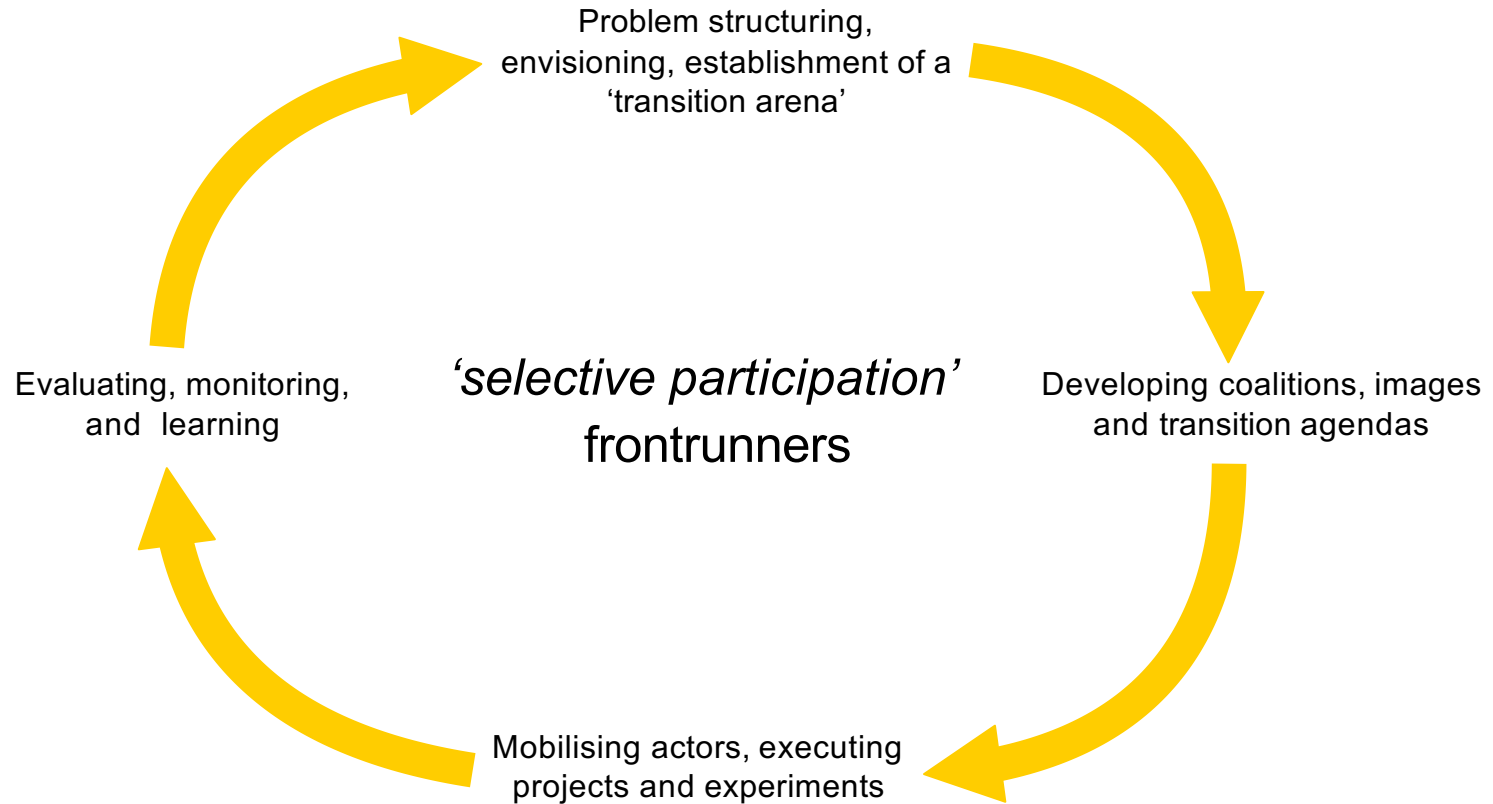 Problem structuring,
envisioning, establishment of a
‘transition arena’
Evaluating, monitoring,
and  learning
‘selective participation’
frontrunners
Developing coalitions, images
and transition agendas
Mobilising actors, executing
projects and experiments